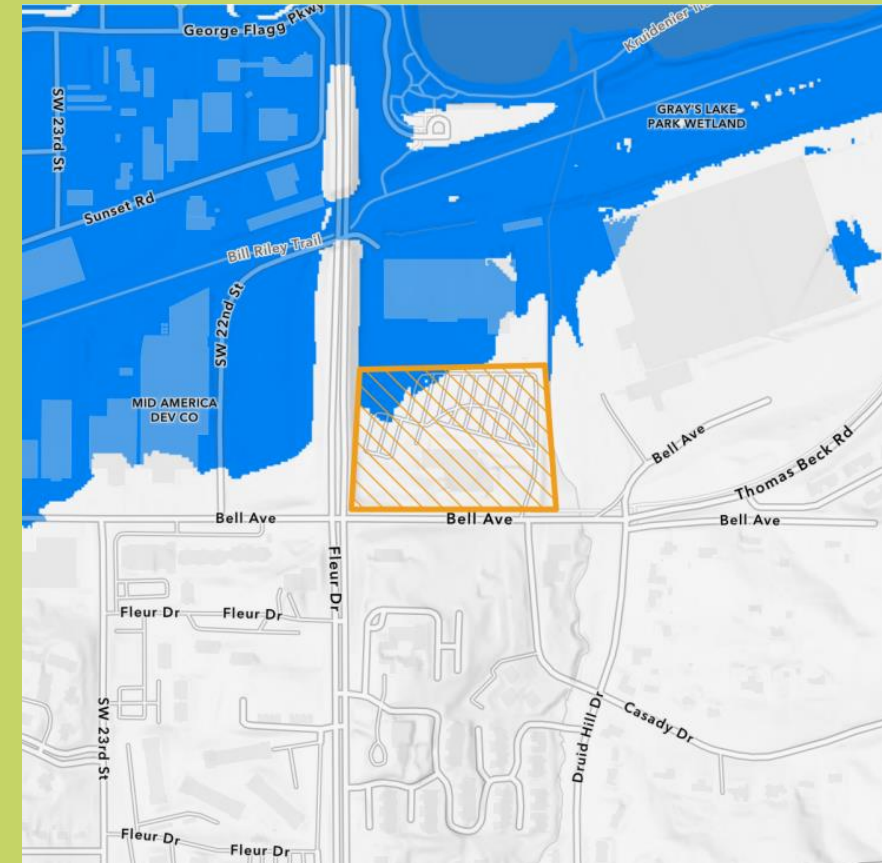 George Flagg Pkwy
Kruidenier
SW 23rd St
GRAY'S LAKE
PARK WETLAND
Sunset Rd
Bill Riley Trail
SW 22nd St
MID AMERICA
DEV CO
Bell Ave
Thomas Beck Rd
Bell Ave
Bell Ave
Bell Ave
Fleur Dr
Fleur Dr
Fleur Dr
SW 23rd St
Druid Hill Dr
Casady Dr
Fleur Dr
Fleur Dr